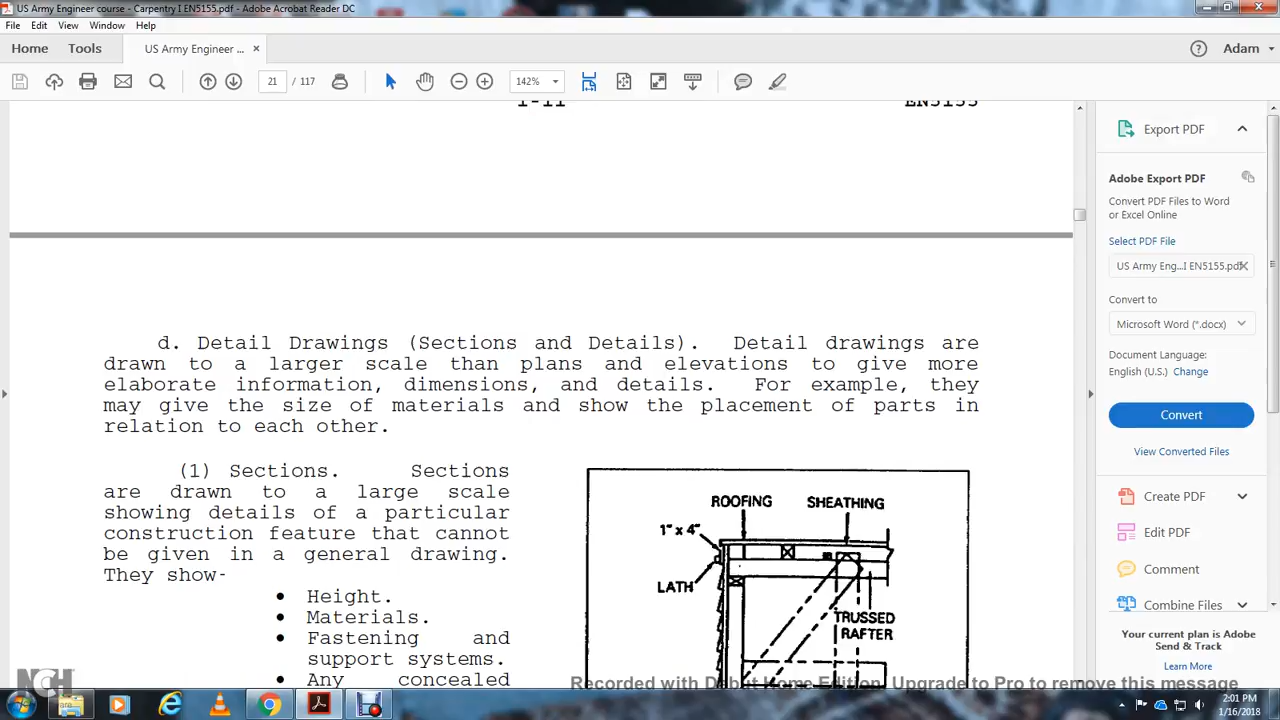 US Army Engineer course - Carpentry I EN5155.pdf - Adobe Acrobat Reader DC
File Edit View Window Help
Home Tools US Army Engineer ... × Adam
21 / 117 142%
1-11 EN5155
d. Detail Drawings (Sections and Details). Detail drawings are
drawn to a larger scale than plans and elevations to give more
elaborate information, dimensions, and details. For example, they
may give the size of materials and show the placement of parts in
relation to each other.
(1) Sections. Sections
are drawn to a large scale
showing details of a particular
construction feature that cannot
be given in a general drawing.
They show-
• Height.
• Materials.
• Fastening and
support systems.
• Any concealed
ROOFING SHEATHING
1" x 4"
LATH
TRUSSED
RAFTER
Export PDF
Adobe Export PDF
Convert PDF Files to Word
or Excel Online
Select PDF File
US Army Eng...I EN5155.pdf
Convert to
Microsoft Word (*.docx)
Document Language:
English (U.S.) Change
Convert
View Converted Files
Create PDF
Edit PDF
Comment
Combine Files
Your current plan is Adobe
Send & Track
Learn More
NCH
Recorded with Debut Home Edition. Upgrade to Pro to remove this message
2:01 PM
1/16/2018